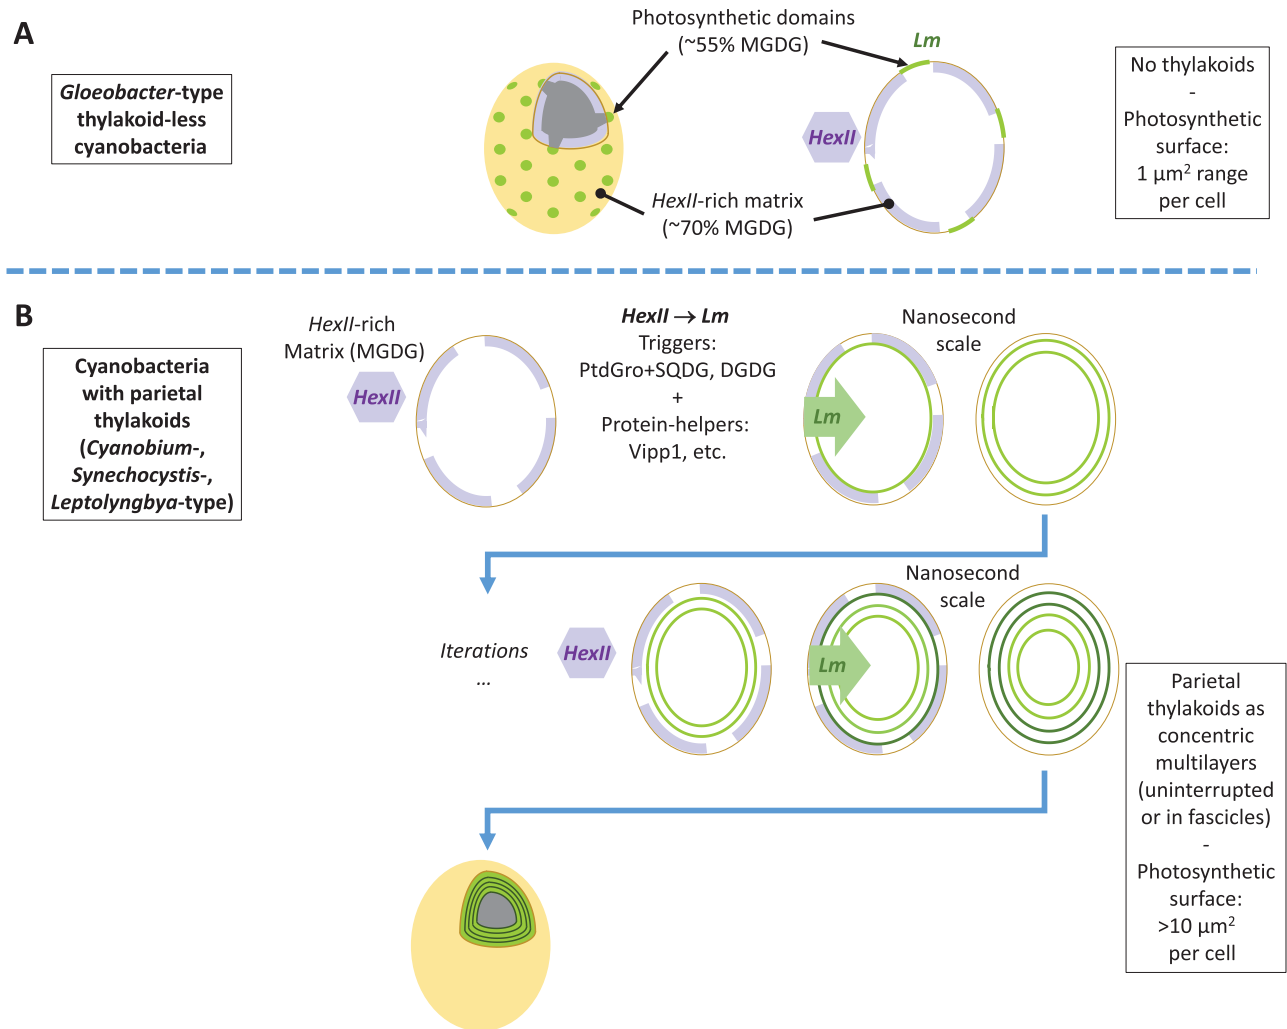 A
Gloeobacter-type
thylakoid-less
cyanobacteria
Photosynthetic domains
(~55% MGDG)
Lm
HexII
HexII-rich matrix
(~70% MGDG)
No thylakoids
-
Photosynthetic
surface:
1 µm² range
per cell
B
Cyanobacteria
with parietal
thylakoids
(Cyanobium-,
Synechocystis-,
Leptolyngbya-type)
HexII-rich
Matrix (MGDG)
HexII
HexII → Lm
Triggers:
PtdGro+SQDG, DGDG
+
Protein-helpers:
Vipp1, etc.
Lm
Nanosecond
scale
Iterations
...
HexII
Lm
Nanosecond
scale
Parietal
thylakoids as
concentric
multilayers
(uninterrupted
or in fascicles)
-
Photosynthetic
surface:
>10 µm²
per cell